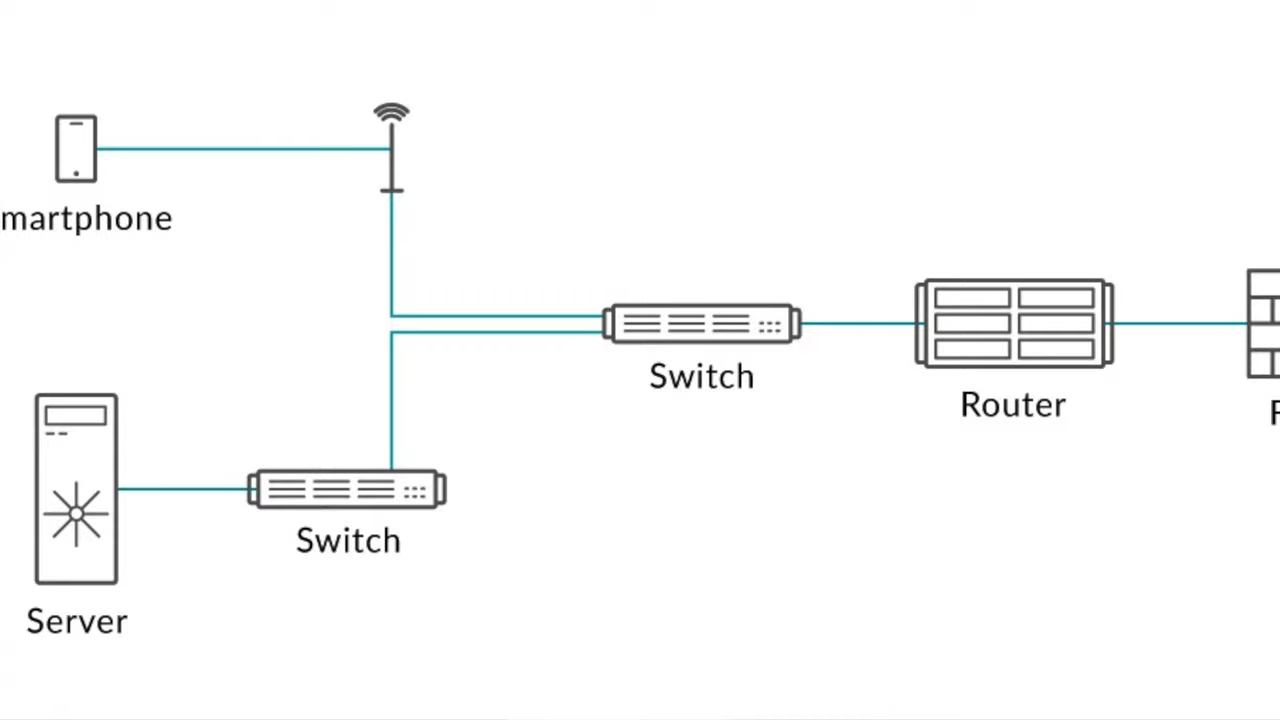 martphone
Switch
Router
F
Switch
Server